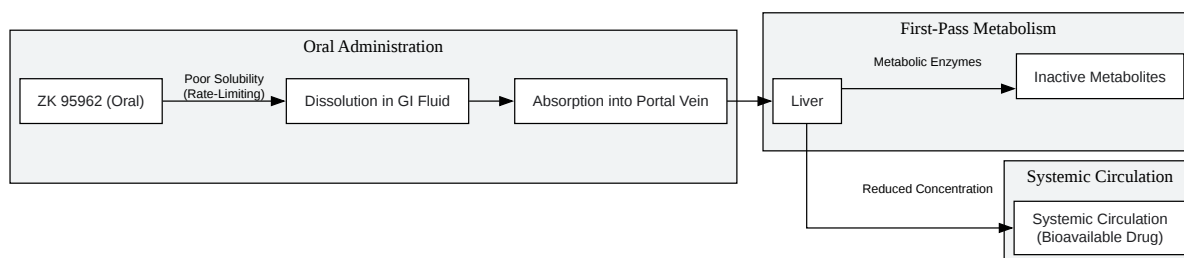 Oral Administration
ZK 95962 (Oral)
Poor Solubility
(Rate-Limiting)
Dissolution in GI Fluid
Absorption into Portal Vein
First-Pass Metabolism
Liver
Metabolic Enzymes
Inactive Metabolites
Reduced Concentration
Systemic Circulation
Systemic Circulation
(Bioavailable Drug)